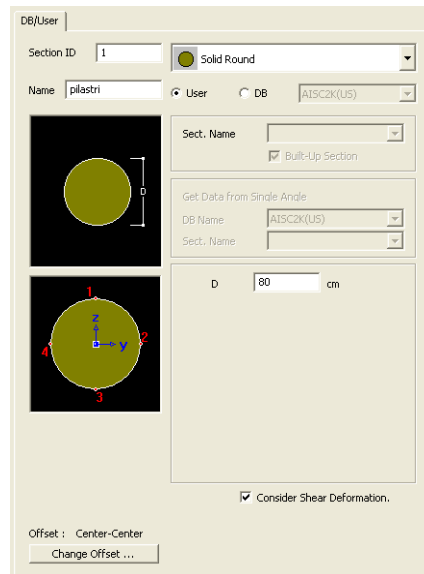 DB/User
Section ID 1 Solid Round
Name pilastri User DB AISC2K(US)
Sect. Name
Built-Up Section
D
Get Data from Single Angle
DB Name AISC2K(US)
Sect. Name
D 80 cm
1
z
2
y
4
3
Consider Shear Deformation.
Offset : Center-Center
Change Offset ...